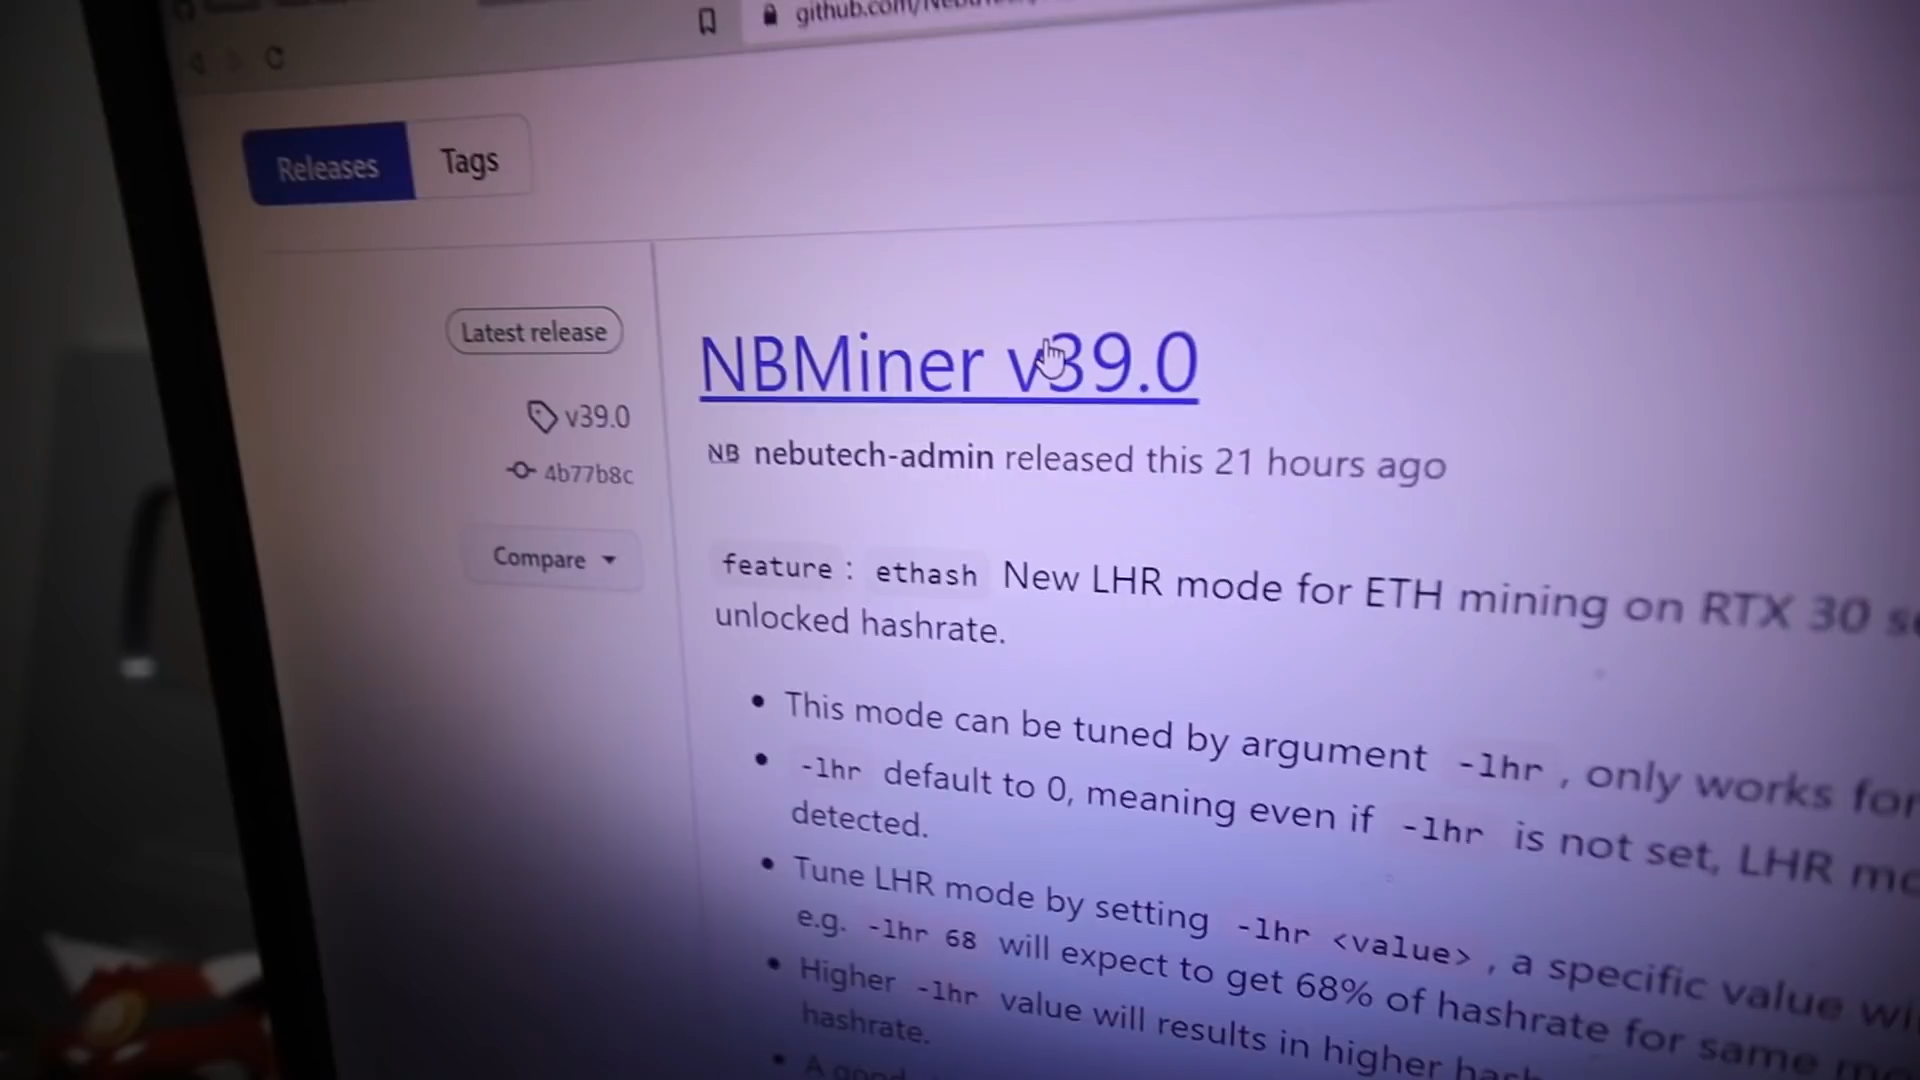 github.com/
Releases Tags
Latest release
NBMiner v39.0
v39.0
NB nebutech-admin released this 21 hours ago
4b77b8c
Compare
feature : ethash New LHR mode for ETH mining on RTX 30
unlocked hashrate.
This mode can be tuned by argument -lhr , only works for
-lhr default to 0, meaning even if -lhr is not set, LHR
detected.
Tune LHR mode by setting -lhr <value> , a specific value
e.g. -lhr 68 will expect to get 68% of hashrate for same
Higher -lhr value will results in higher
hashrate.
A good